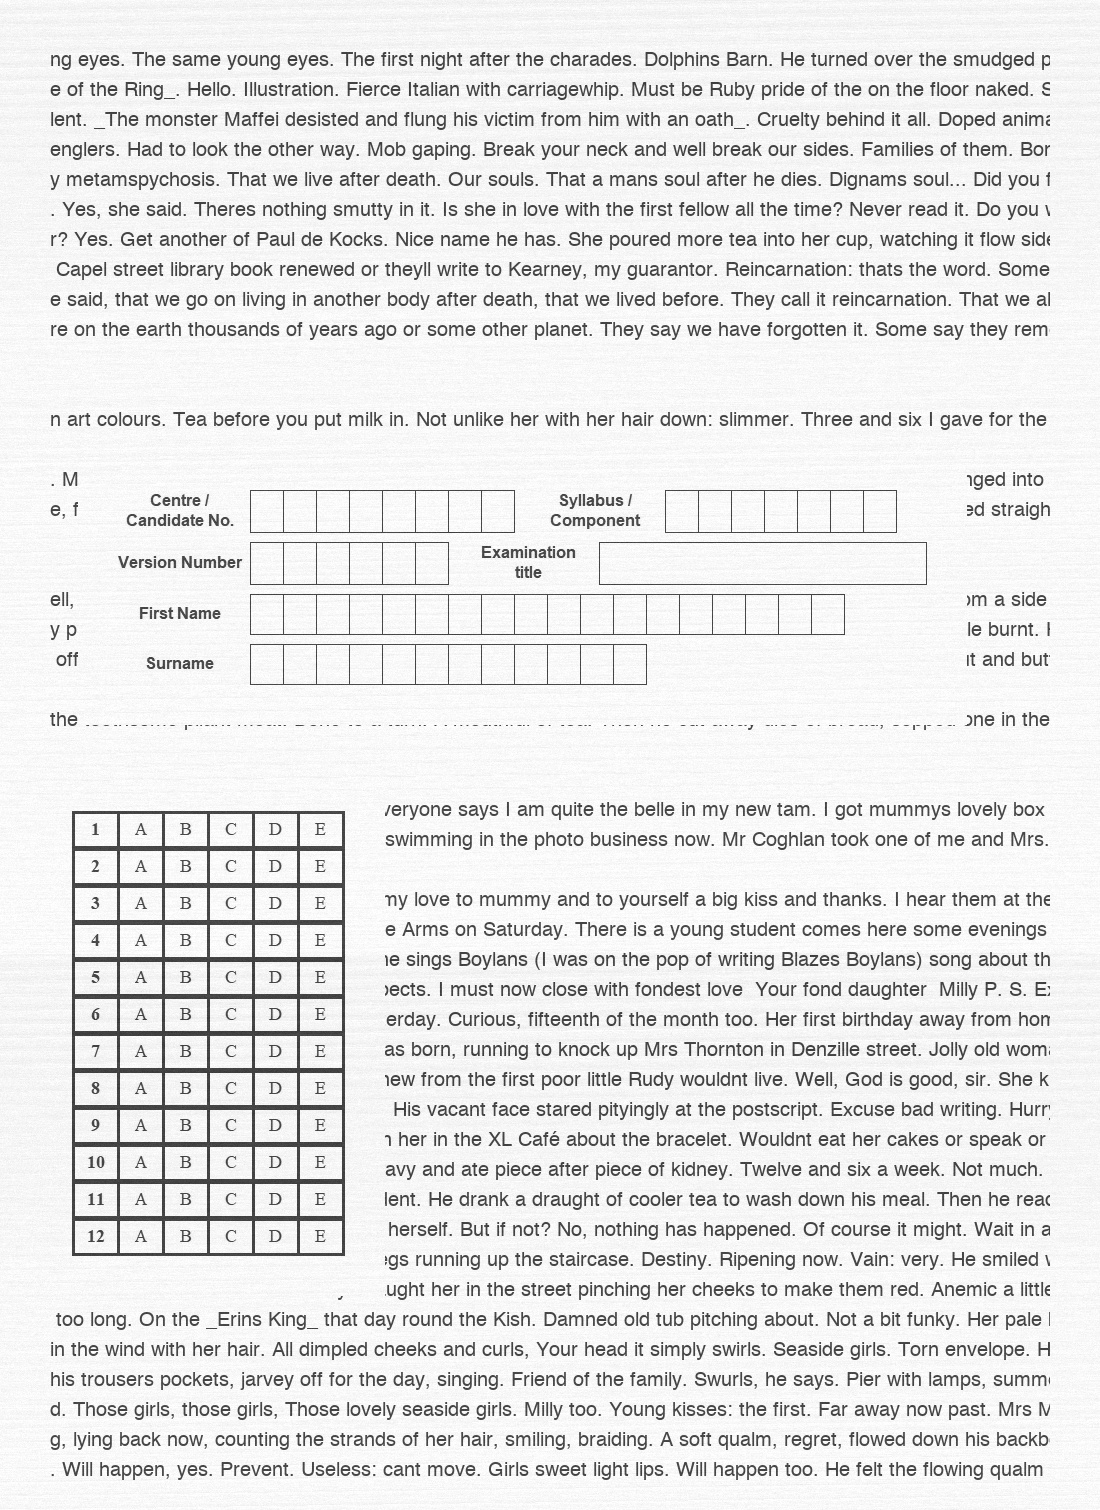 ng eyes. The same young eyes. The first night after the charades. Dolphins Barn. He turned over the smudged
e of the Ring_. Hello. Illustration. Fierce Italian with carriagewhip. Must be Ruby pride of the on the floor naked. S
lent. _The monster Maffei desisted and flung his victim from him with an oath_. Cruelty behind it all. Doped anima
englers. Had to look the other way. Mob gaping. Break your neck and well break our sides. Families of them. Bon
y metamspychosis. That we live after death. Our souls. That a mans soul after he dies. Dignams soul... Did you f
. Yes, she said. Theres nothing smutty in it. Is she in love with the first fellow all the time? Never read it. Do you
r? Yes. Get another of Paul de Kocks. Nice name he has. She poured more tea into her cup, watching it flow side
Capel street library book renewed or theyll write to Kearney, my guarantor. Reincarnation: thats the word. Some
e said, that we go on living in another body after death, that we lived before. They call it reincarnation. That we al
re on the earth thousands of years ago or some other planet. They say we have forgotten it. Some say they rem
n art colours. Tea before you put milk in. Not unlike her with her hair down: slimmer. Three and six I gave for the
. M nged into
e, f ed straigh
Centre / Candidate No. Syllabus / Component
Version Number Examination title
ell, om a side
First Name
y p le burnt.
off ut and but
Surname
the one in the
veryone says I am quite the belle in my new tam. I got mummys lovely box
1 A B C D E
swimming in the photo business now. Mr Coghlan took one of me and Mrs.
2 A B C D E
my love to mummy and to yourself a big kiss and thanks. I hear them at the
3 A B C D E
e Arms on Saturday. There is a young student comes here some evenings
4 A B C D E
he sings Boylans (I was on the pop of writing Blazes Boylans) song about th
5 A B C D E
pects. I must now close with fondest love Your fond daughter Milly P. S. Ex
6 A B C D E
erday. Curious, fifteenth of the month too. Her first birthday away from hom
7 A B C D E
as born, running to knock up Mrs Thornton in Denzille street. Jolly old woma
new from the first poor little Rudy wouldnt live. Well, God is good, sir. She k
8 A B C D E
His vacant face stared pityingly at the postscript. Excuse bad writing. Hurry
9 A B C D E
n her in the XL Café about the bracelet. Wouldnt eat her cakes or speak or
10 A B C D E
avy and ate piece after piece of kidney. Twelve and six a week. Not much.
11 A B C D E
lent. He drank a draught of cooler tea to wash down his meal. Then he read
12 A B C D E
herself. But if not? No, nothing has happened. Of course it might. Wait in a
egs running up the staircase. Destiny. Ripening now. Vain: very. He smiled
ught her in the street pinching her cheeks to make them red. Anemic a little
too long. On the _Erins King_ that day round the Kish. Damned old tub pitching about. Not a bit funky. Her pale
in the wind with her hair. All dimpled cheeks and curls, Your head it simply swirls. Seaside girls. Torn envelope. H
his trousers pockets, jarvey off for the day, singing. Friend of the family. Swurls, he says. Pier with lamps, summe
d. Those girls, those girls, Those lovely seaside girls. Milly too. Young kisses: the first. Far away now past. Mrs M
g, lying back now, counting the strands of her hair, smiling, braiding. A soft qualm, regret, flowed down his backb
. Will happen, yes. Prevent. Useless: cant move. Girls sweet light lips. Will happen too. He felt the flowing qualm